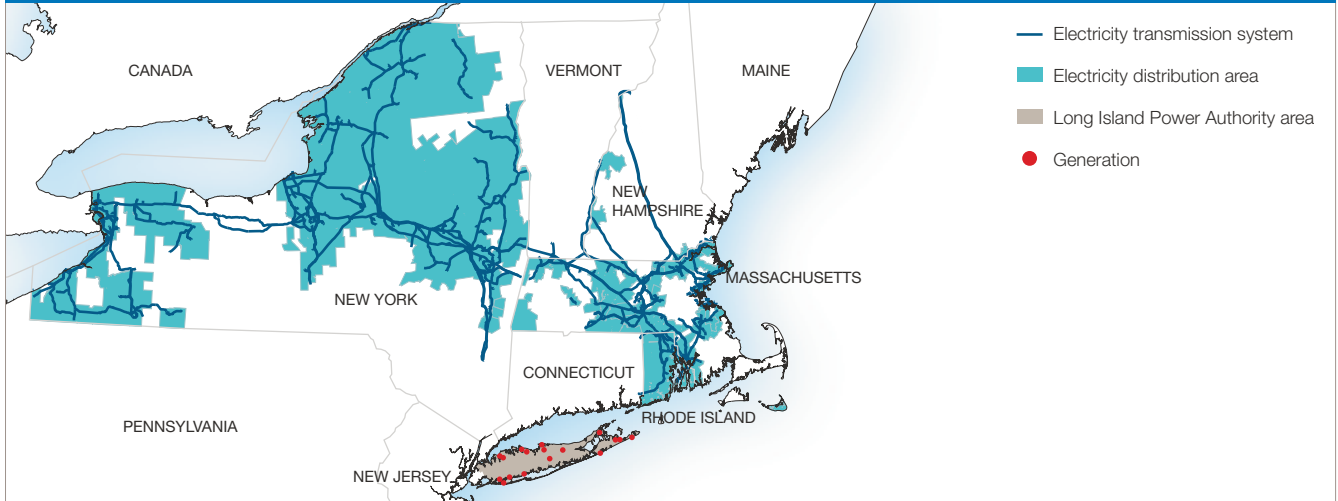 CANADA
VERMONT
MAINE
NEW
HAMPSHIRE
MASSACHUSETTS
NEW YORK
CONNECTICUT
RHODE ISLAND
PENNSYLVANIA
NEW JERSEY
Electricity transmission system
Electricity distribution area
Long Island Power Authority area
Generation